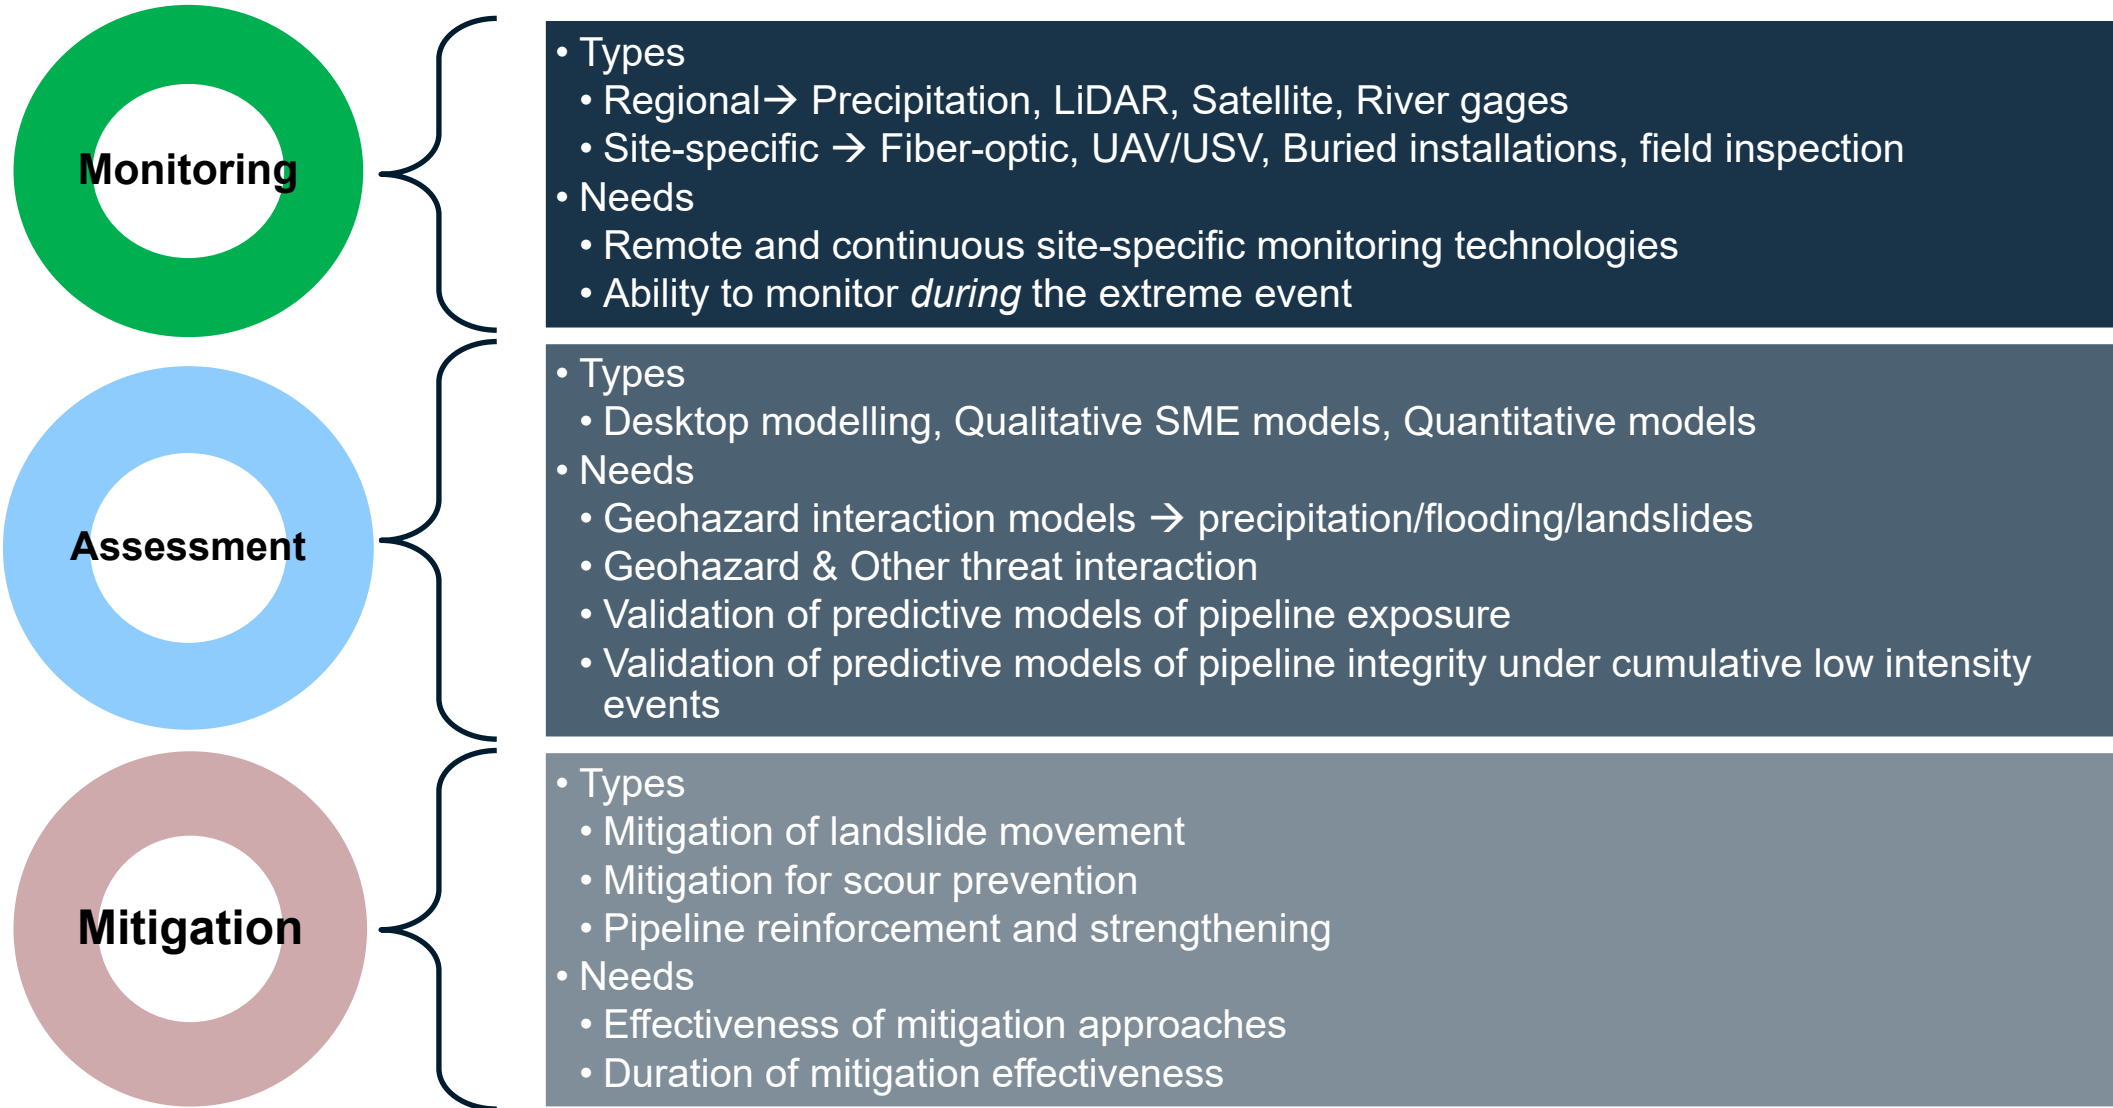 Monitoring
• Types
• Regional→ Precipitation, LiDAR, Satellite, River gages
• Site-specific → Fiber-optic, UAV/USV, Buried installations, field inspection
• Needs
• Remote and continuous site-specific monitoring technologies
• Ability to monitor during the extreme event
Assessment
• Types
• Desktop modelling, Qualitative SME models, Quantitative models
• Needs
• Geohazard interaction models → precipitation/flooding/landslides
• Geohazard & Other threat interaction
• Validation of predictive models of pipeline exposure
• Validation of predictive models of pipeline integrity under cumulative low intensity
events
Mitigation
• Types
• Mitigation of landslide movement
• Mitigation for scour prevention
• Pipeline reinforcement and strengthening
• Needs
• Effectiveness of mitigation approaches
• Duration of mitigation effectiveness